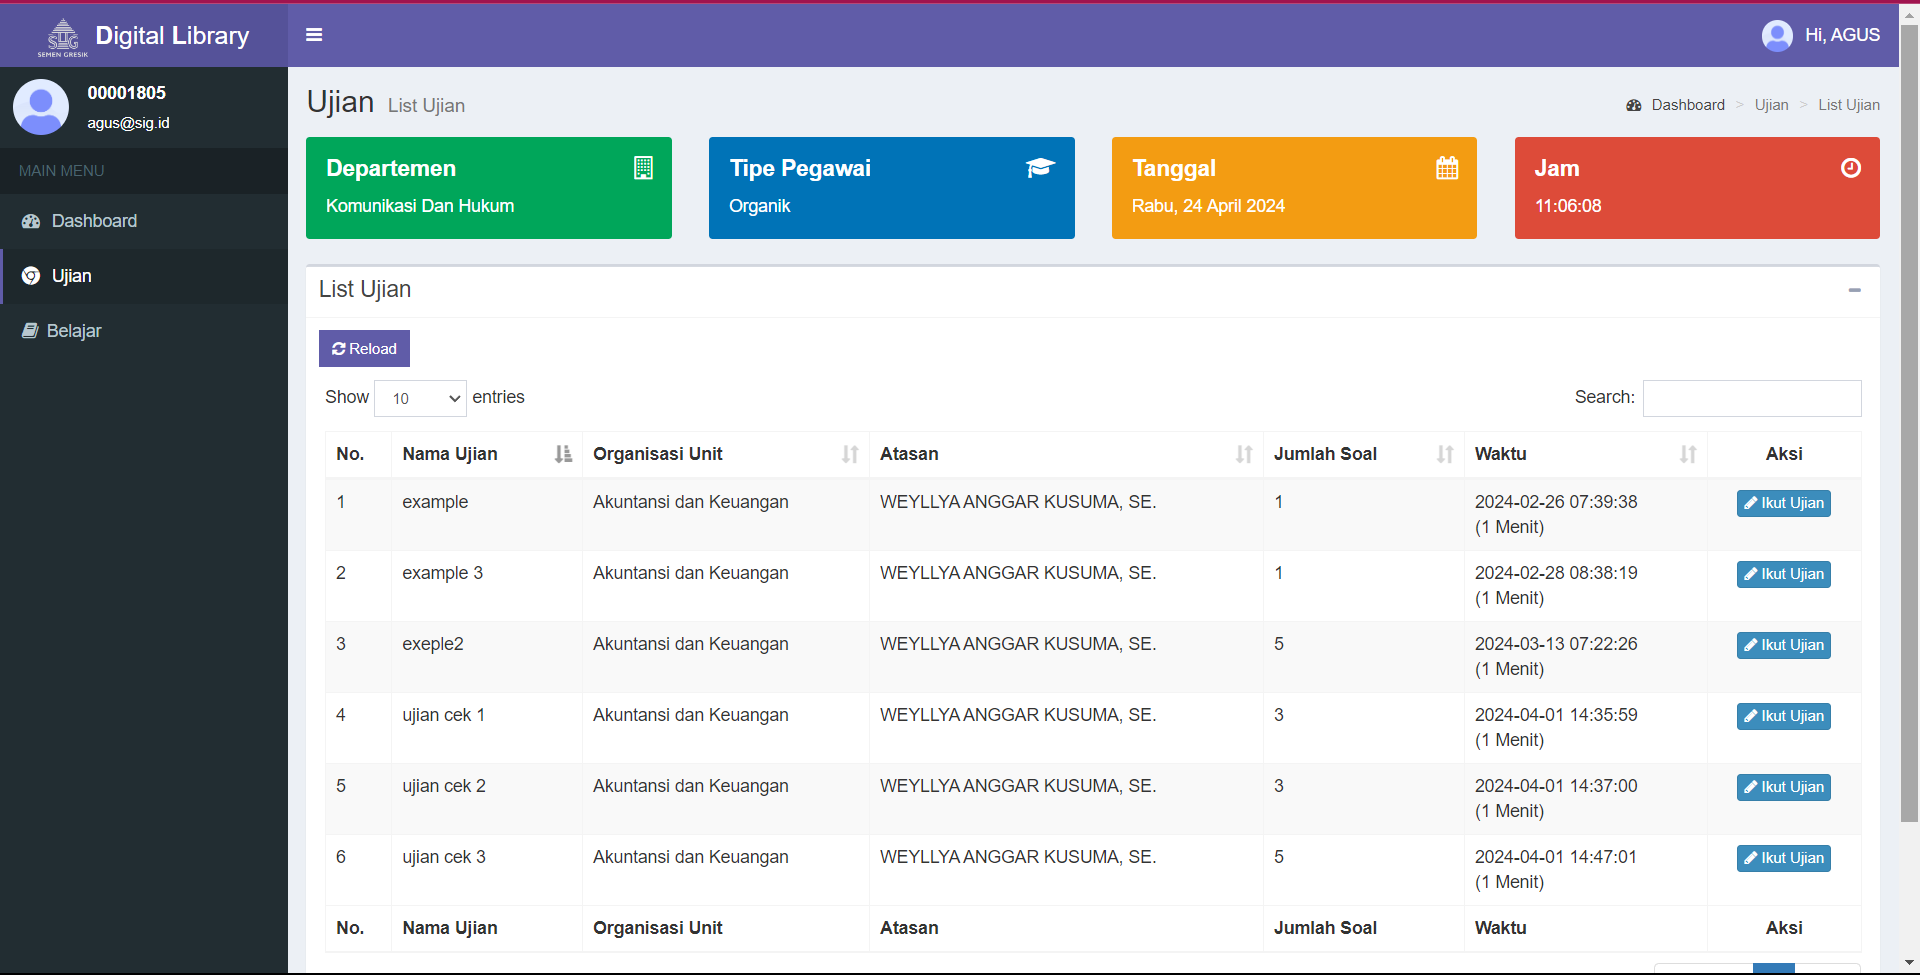 SIG
SEMEN GRESIK
Digital Library
Hi, AGUS
00001805
agus@sig.id
MAIN MENU
Dashboard
Ujian
Belajar
Ujian List Ujian
Dashboard > Ujian > List Ujian
Departemen
Komunikasi Dan Hukum
Tipe Pegawai
Organik
Tanggal
Rabu, 24 April 2024
Jam
11:06:08
List Ujian
Reload
Show 10 entries
Search:
No. Nama Ujian Organisasi Unit Atasan Jumlah Soal Waktu Aksi
1 example Akuntansi dan Keuangan WEYLLYA ANGGAR KUSUMA, SE. 1 2024-02-26 07:39:38 Ikut Ujian
(1 Menit)
2 example 3 Akuntansi dan Keuangan WEYLLYA ANGGAR KUSUMA, SE. 1 2024-02-28 08:38:19 Ikut Ujian
(1 Menit)
3 exeple2 Akuntansi dan Keuangan WEYLLYA ANGGAR KUSUMA, SE. 5 2024-03-13 07:22:26 Ikut Ujian
(1 Menit)
4 ujian cek 1 Akuntansi dan Keuangan WEYLLYA ANGGAR KUSUMA, SE. 3 2024-04-01 14:35:59 Ikut Ujian
(1 Menit)
5 ujian cek 2 Akuntansi dan Keuangan WEYLLYA ANGGAR KUSUMA, SE. 3 2024-04-01 14:37:00 Ikut Ujian
(1 Menit)
6 ujian cek 3 Akuntansi dan Keuangan WEYLLYA ANGGAR KUSUMA, SE. 5 2024-04-01 14:47:01 Ikut Ujian
(1 Menit)
No. Nama Ujian Organisasi Unit Atasan Jumlah Soal Waktu Aksi